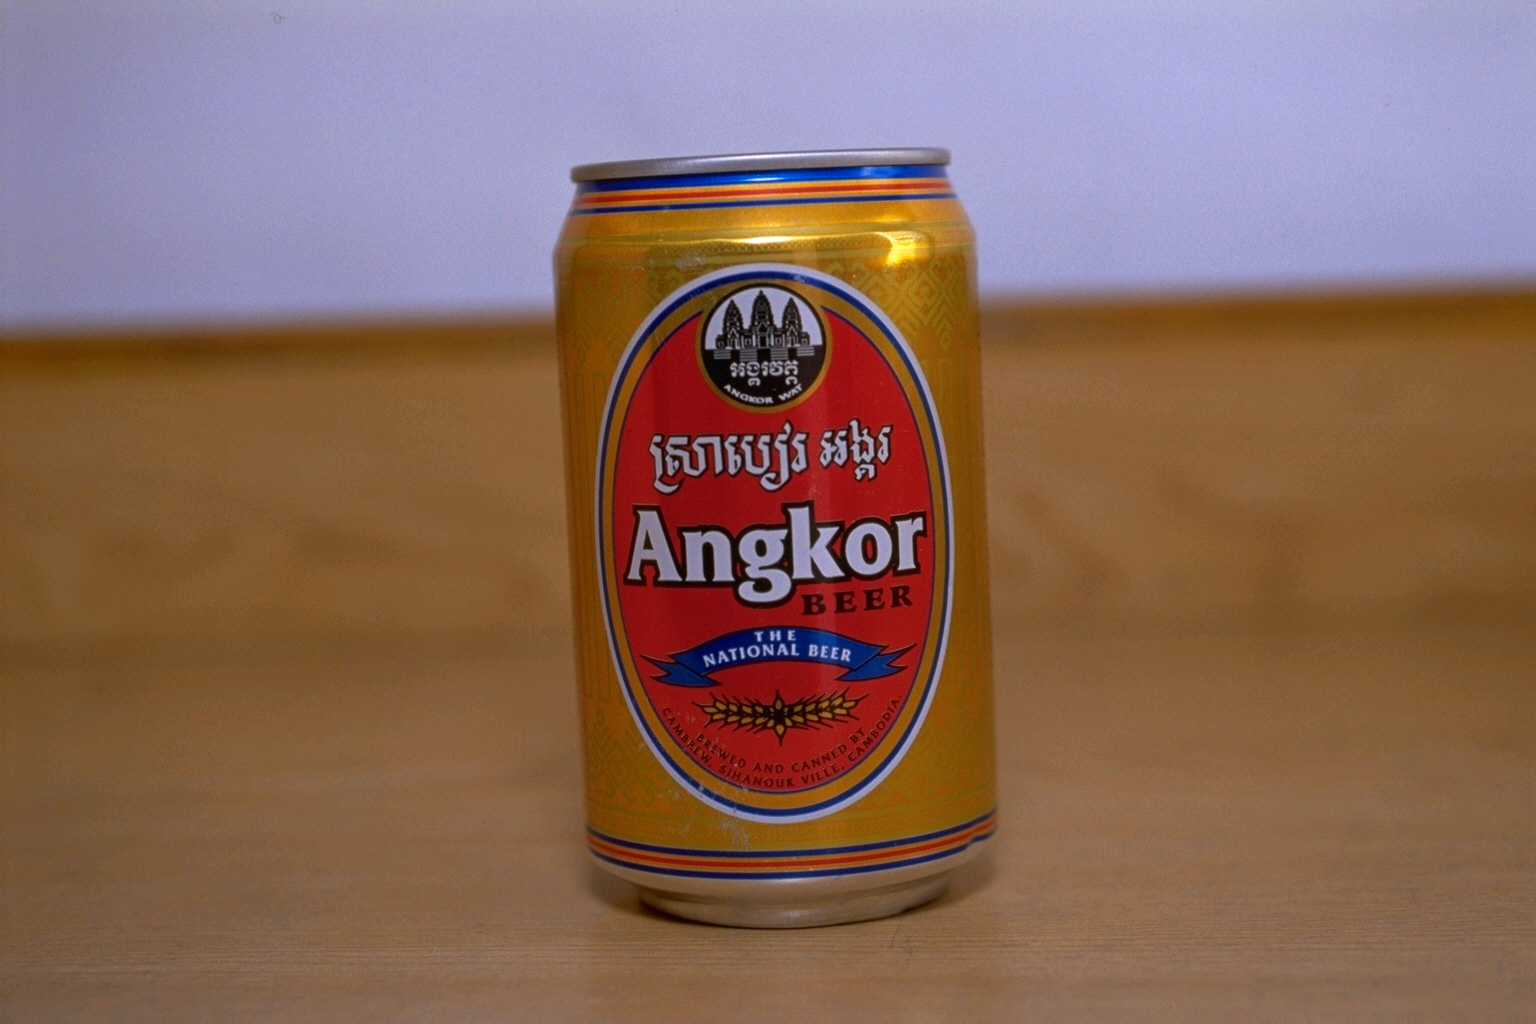 អង្គរវត្ត
ANGKOR WAT
ស្រាបៀរ អង្គរ
Angkor
BEER
THE
NATIONAL BEER
BREWED AND CANNED BY
CAMBREW, SIHANOUK VILLE, CAMBODIA.